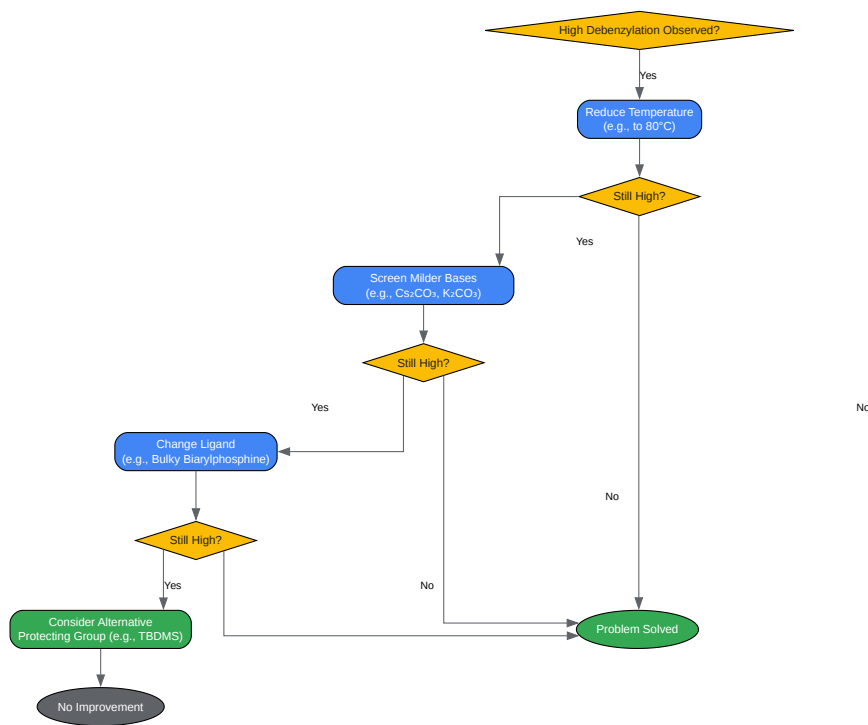 High Debenzylation Observed?
Yes
Reduce Temperature
(e.g., to 80°C)
Still High?
Yes
Screen Milder Bases
(e.g., Cs₂CO₃, K₂CO₃)
Still High?
Yes
No
Change Ligand
(e.g., Bulky Biarylphosphine)
No
Still High?
Yes
No
Consider Alternative
Protecting Group (e.g., TBDMS)
Problem Solved
No Improvement